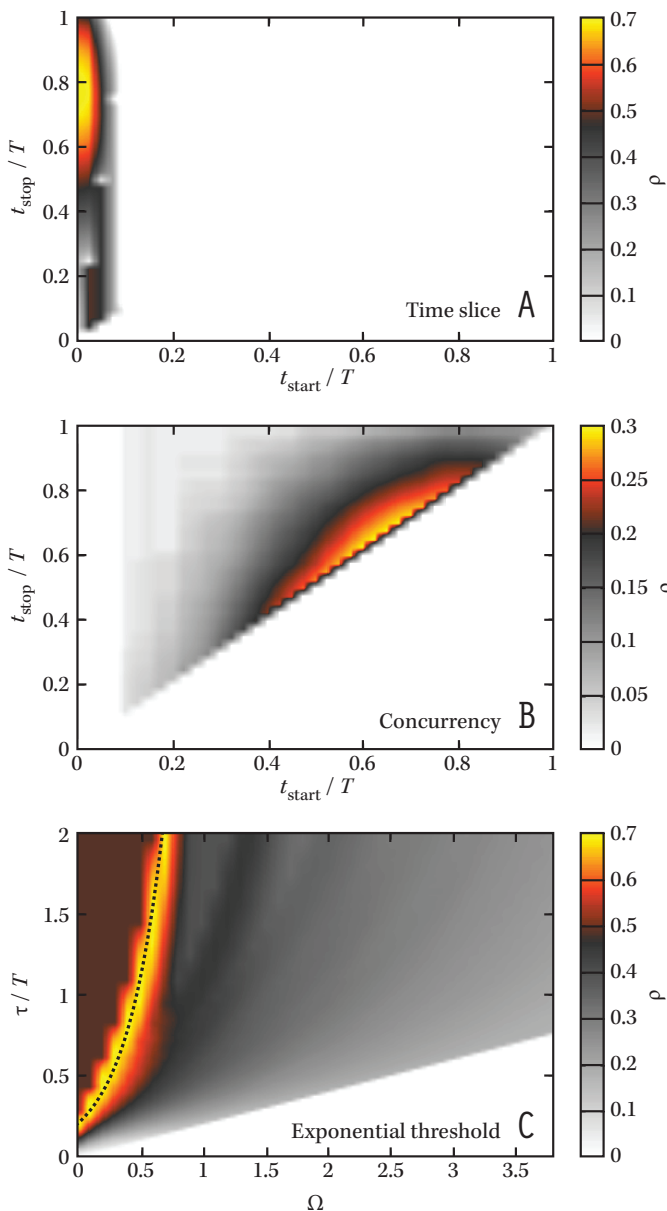 1
0.8
0.6
0.4
0.2
0
t_stop / T
0 0.2 0.4 0.6 0.8 1
t_start / T
Time slice A
0.7
0.6
0.5
0.4
0.3
0.2
0.1
0
ρ
1
0.8
0.6
0.4
0.2
0
t_stop / T
0 0.2 0.4 0.6 0.8 1
t_start / T
Concurrency B
0.3
0.25
0.2
0.15
0.1
0.05
0
ρ
2
1.5
1
0.5
0
τ / T
0 0.5 1 1.5 2 2.5 3 3.5
Ω
Exponential threshold C
0.7
0.6
0.5
0.4
0.3
0.2
0.1
0
ρ